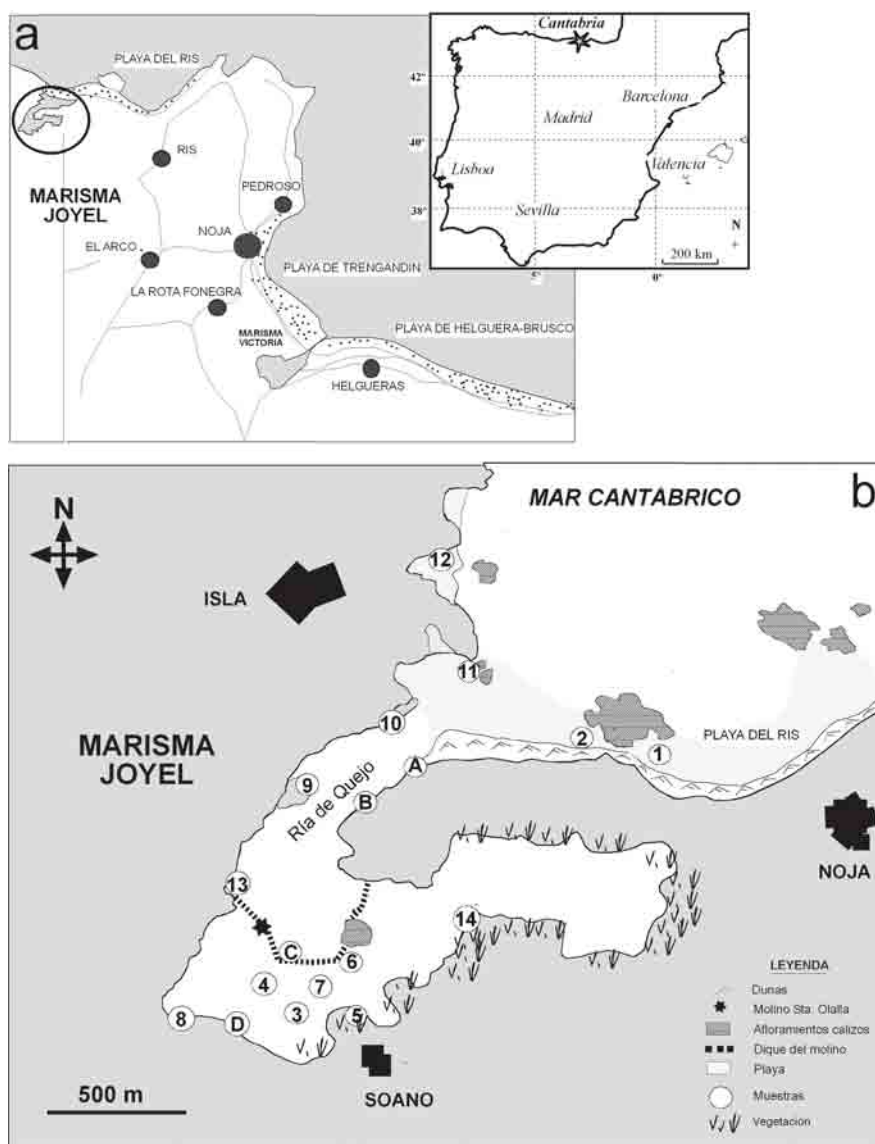 a
PLAYA DEL RIS
RIS
MARISMA
JOYEL
PEDROSO
NOJA
EL ARCO
PLAYA DE TRENGANDIN
LA ROTA FONEGRA
MARISMA
VICTORIA
PLAYA DE HELGUERA-BRUSCO
HELGUERAS
Cantabria
42°
Barcelona
Madrid
40°
Valencia
Lisboa
38°
Sevilla
N
200 km
5°
0°
b
MAR CANTABRICO
N
12
ISLA
11
10
2
1
PLAYA DEL RIS
MARISMA
JOYEL
A
9
Ría de Quejo
B
NOJA
13
14
C
6
4
7
3
5
8
D
SOANO
500 m
LEYENDA
Dunas
Molino Sta. Olalla
Afloramientos calizos
Dique del molino
Playa
Muestras
Vegetación